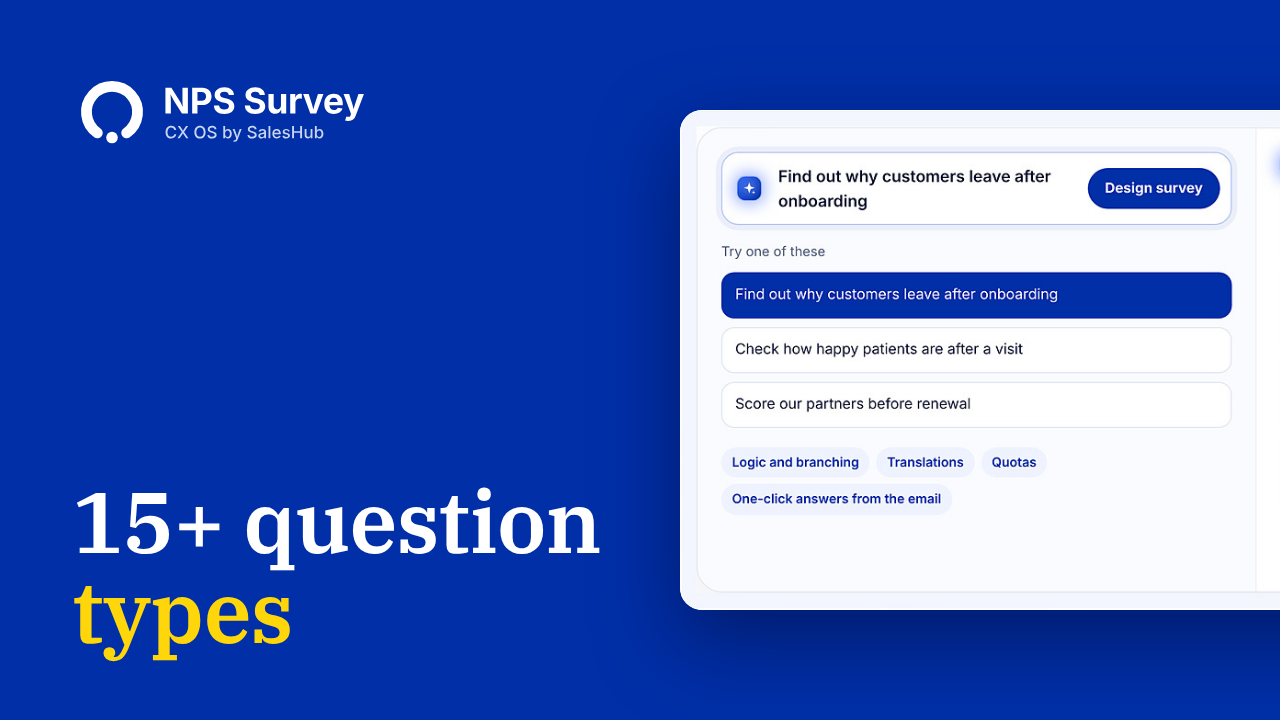 NPS Survey
CX OS by SalesHub
15+ question
types
Find out why customers leave after
onboarding
Design survey
Try one of these
Find out why customers leave after onboarding
Check how happy patients are after a visit
Score our partners before renewal
Logic and branching
Translations
Quotas
One-click answers from the email